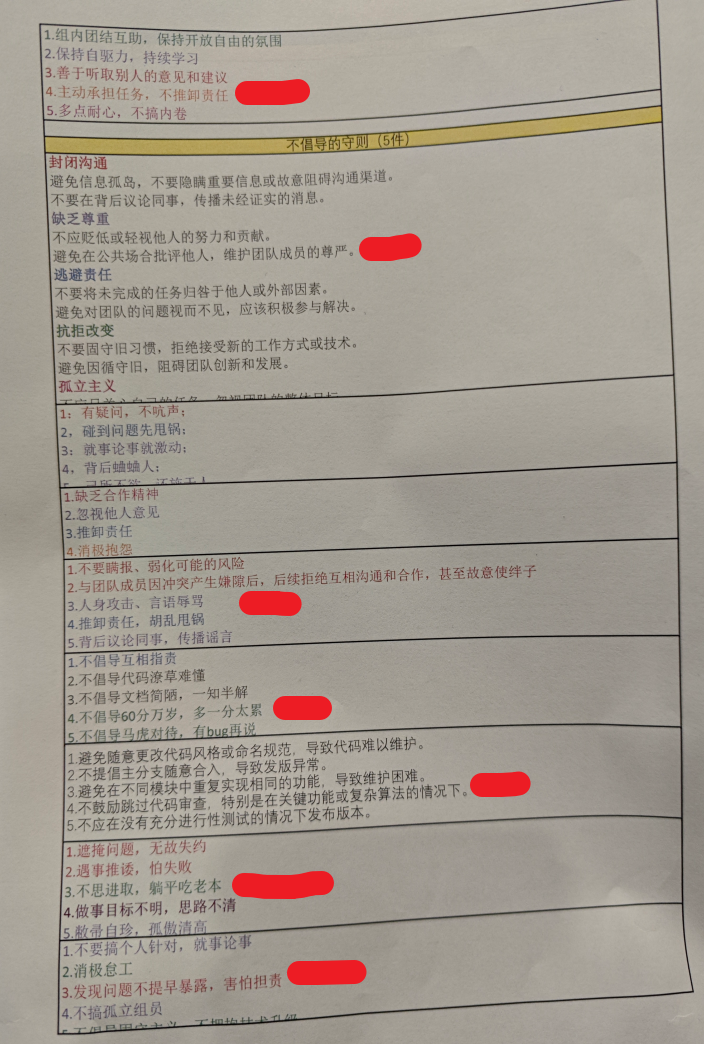 1.组内团结互助，保持开放自由的氛围
2.保持自驱力，持续学习
3.善于听取别人的意见和建议
4.主动承担任务，不推卸责任
5.多点耐心，不搞内卷
不倡导的守则（5件）
封闭沟通
避免信息孤岛，不要隐瞒重要信息或故意阻碍沟通渠道。
不要在背后议论同事，传播未经证实的消息。
缺乏尊重
不应贬低或轻视他人的努力和贡献。
避免在公共场合批评他人，维护团队成员的尊严。
逃避责任
不要将未完成的任务归咎于他人或外部因素。
避免对团队的问题视而不见，应该积极参与解决。
抗拒改变
不要固守旧习惯，拒绝接受新的工作方式或技术。
避免因循守旧，阻碍团队创新和发展。
孤立主义
1：有疑问，不吭声；
2，碰到问题先甩锅；
3：就事论事就激动；
4，背后蛐蛐人；
1.缺乏合作精神
2.忽视他人意见
3.推卸责任
4.消极抱怨
1.不要瞒报、弱化可能的风险
2.与团队成员因冲突产生嫌隙后，后续拒绝互相沟通和合作，甚至故意使绊子
3.人身攻击、言语辱骂
4.推卸责任，胡乱甩锅
5.背后议论同事，传播谣言
1.不倡导互相指责
2.不倡导代码潦草难懂
3.不倡导文档简陋，一知半解
4.不倡导60分万岁，多一分太累
5.不倡导马虎对待，有bug再说
1.避免随意更改代码风格或命名规范，导致代码难以维护。
2.不提倡主分支随意合入，导致发版异常。
3.避免在不同模块中重复实现相同的功能，导致维护困难。
4.不鼓励跳过代码审查，特别是在关键功能或复杂算法的情况下。
5.不应在没有充分进行性测试的情况下发布版本。
1.遮掩问题，无故失约
2.遇事推诿，怕失败
3.不思进取，躺平吃老本
4.做事目标不明，思路不清
5.敝帚自珍，孤傲清高
1.不要搞个人针对，就事论事
2.消极怠工
3.发现问题不提早暴露，害怕担责
4.不搞孤立组员